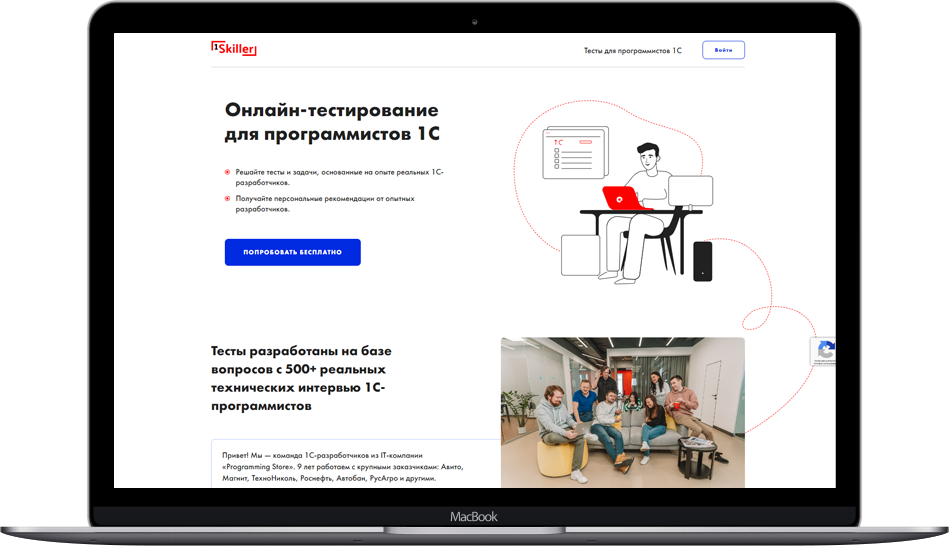 1Skiller
Тесты для программистов 1С
Войти
Онлайн-тестирование
для программистов 1С
1С
Решайте тесты и задачи, основанные на опыте реальных 1С-
разработчиков.
Получайте персональные рекомендации от опытных
разработчиков.
ПОПРОБОВАТЬ БЕСПЛАТНО
Тесты разработаны на базе
вопросов с 500+ реальных
технических интервью 1С-
программистов
Привет! Мы — команда 1С-разработчиков из IT-компании
«Programming Store». 9 лет работаем с крупными заказчиками: Авито,
Магнит, ТехноНиколь, Роснефть, Автобан, РусАгро и другими.
MacBook